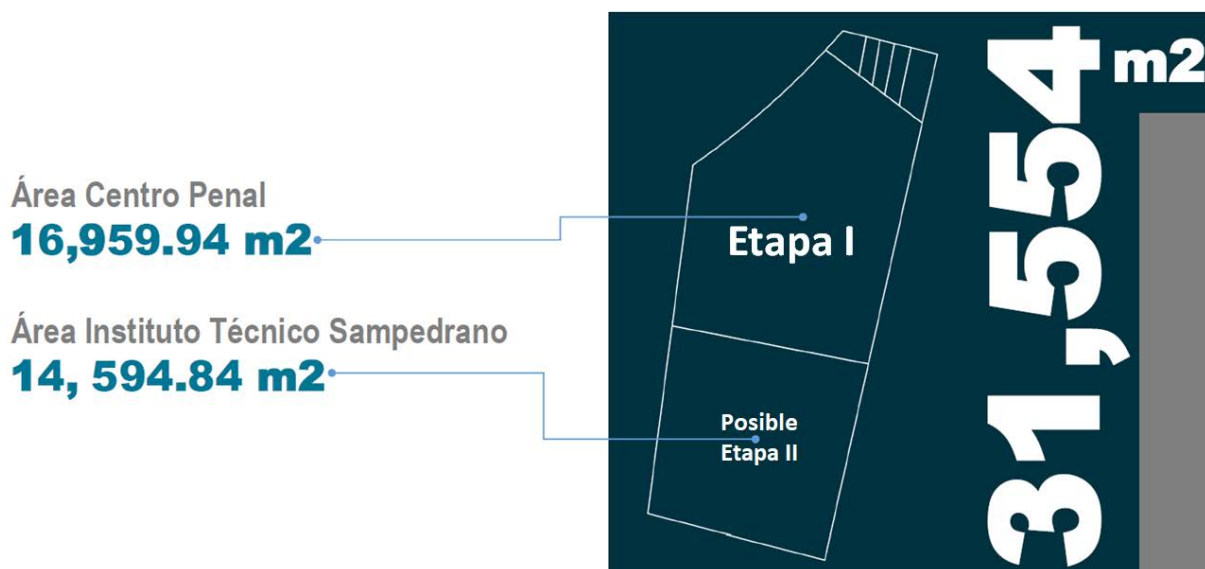 Área Centro Penal
16,959.94 m2
Área Instituto Técnico Sampedrano
14, 594.84 m2
Etapa I
Posible
Etapa II
31,554 m2